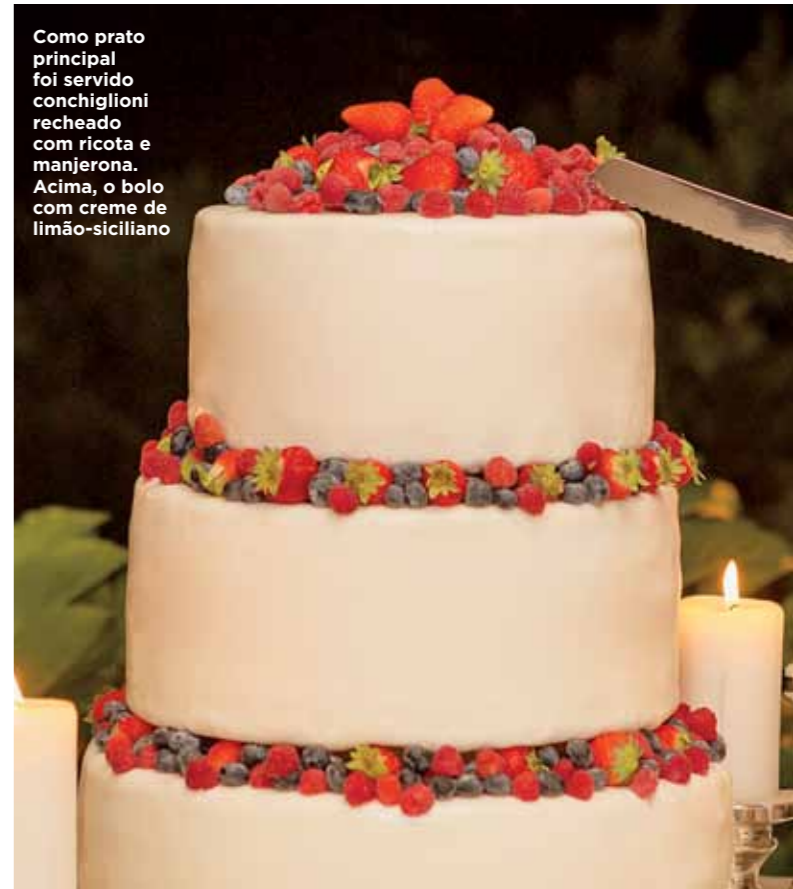 Como prato
principal
foi servido
conchiglioni
recheado
com ricota e
manjerona.
Acima, o bolo
com creme de
limão-siciliano